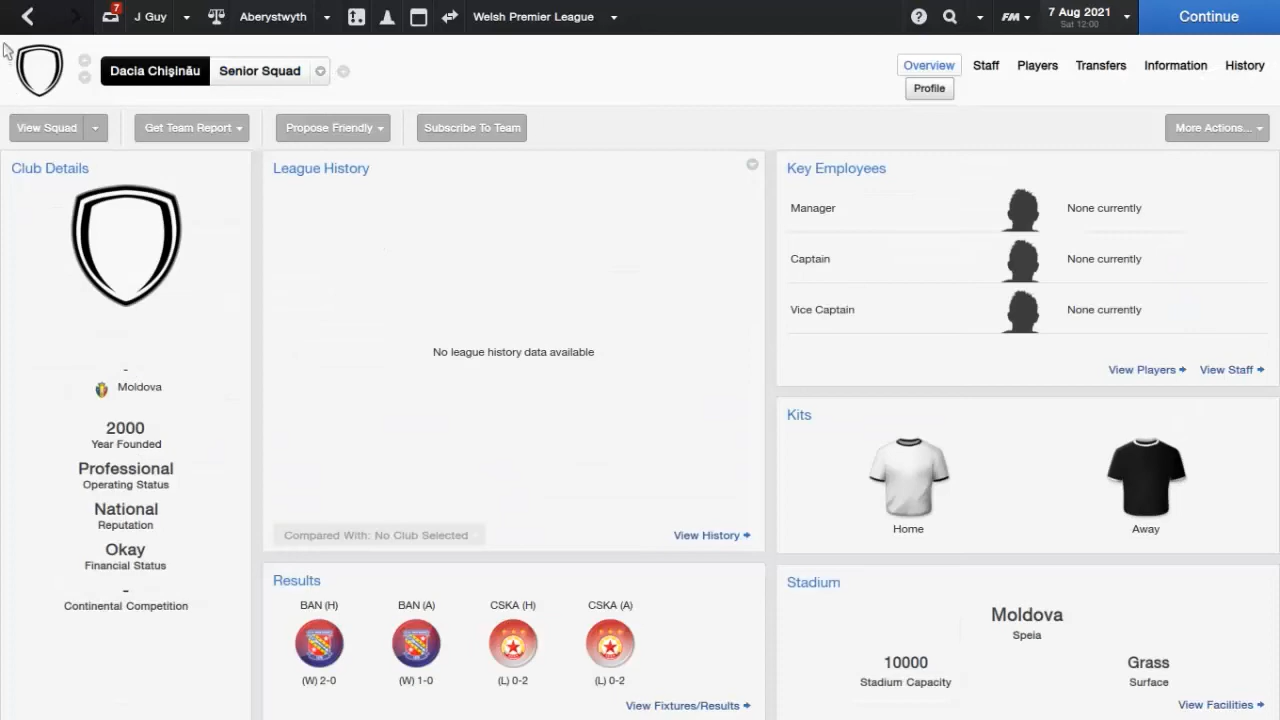 7
J Guy
Aberystwyth
Welsh Premier League
FM
7 Aug 2021
Sat 12:00
Continue
Dacia Chişinău
Senior Squad
Overview
Staff
Players
Transfers
Information
History
Profile
View Squad
Get Team Report
Propose Friendly
Subscribe To Team
More Actions...
Club Details
-
Moldova
2000
Year Founded
Professional
Operating Status
National
Reputation
Okay
Financial Status
-
Continental Competition
League History
No league history data available
Compared With: No Club Selected
View History
Results
BAN (H)
BAN (A)
CSKA (H)
CSKA (A)
(W) 2-0
(W) 1-0
(L) 0-2
(L) 0-2
View Fixtures/Results
Key Employees
Manager
None currently
Captain
None currently
Vice Captain
None currently
View Players
View Staff
Kits
Home
Away
Stadium
Moldova
Speia
10000
Stadium Capacity
Grass
Surface
View Facilities